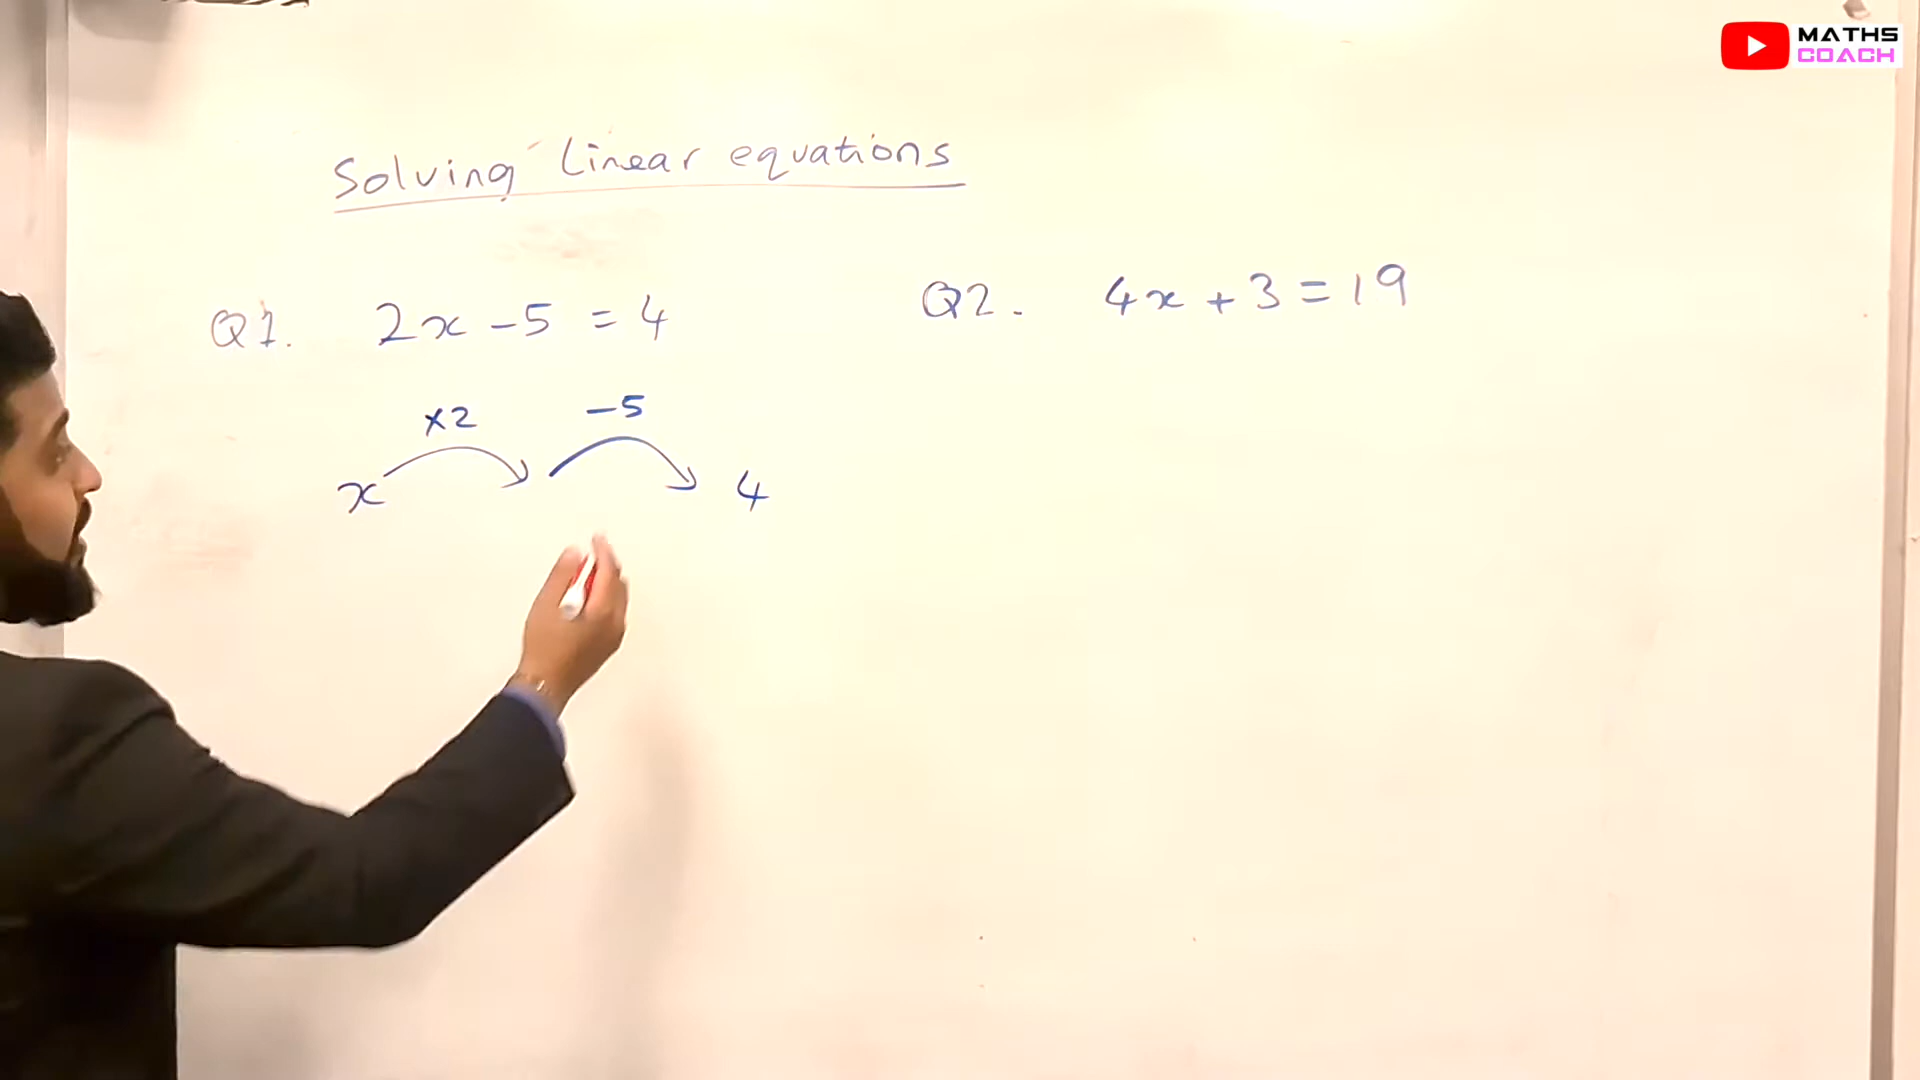 MATHS
COACH
Solving Linear equations
Q1. 2x - 5 = 4
Q2. 4x + 3 = 19
×2 -5
x 4